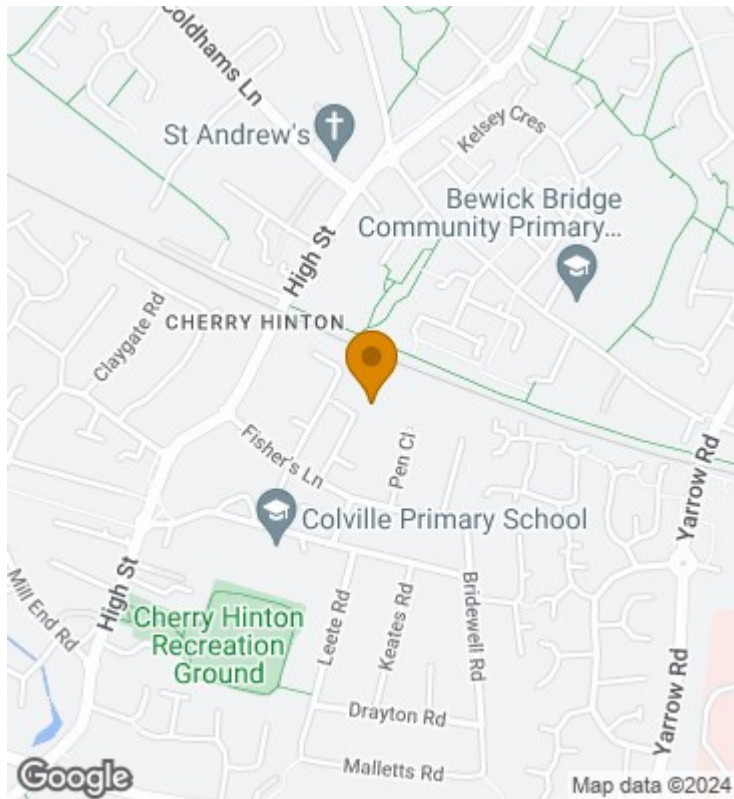 Coldhams Ln
St Andrew's
Kelsey Cres
Bewick Bridge
Community Primary...
High St
CHERRY HINTON
Claygate Rd
Fisher's Ln
Pen Cl
Yarrow Rd
Colville Primary School
Mill End Rd
High St
Cherry Hinton
Recreation
Ground
Leete Rd
Keates Rd
Bridewell Rd
Drayton Rd
Yarrow Rd
Malletts Rd
Google
Map data ©2024